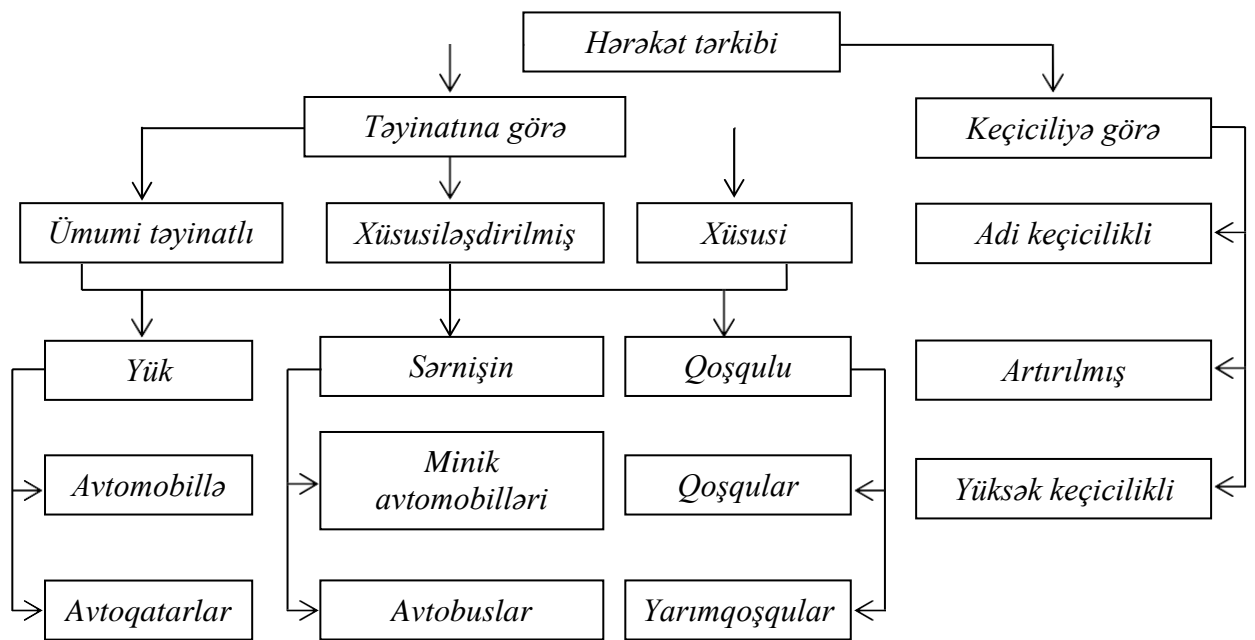 Hərəkət tərkibi
Təyinatına görə
Keçiciliyə görə
Ümumi təyinatlı
Xüsusiləşdirilmiş
Xüsusi
Adi keçicilikli
Yük
Sərnişin
Qoşqulu
Artırılmış
Avtomobillə
Minik
avtomobilləri
Qoşqular
Yüksək keçicilikli
Avtoqatarlar
Avtobuslar
Yarımqoşqular